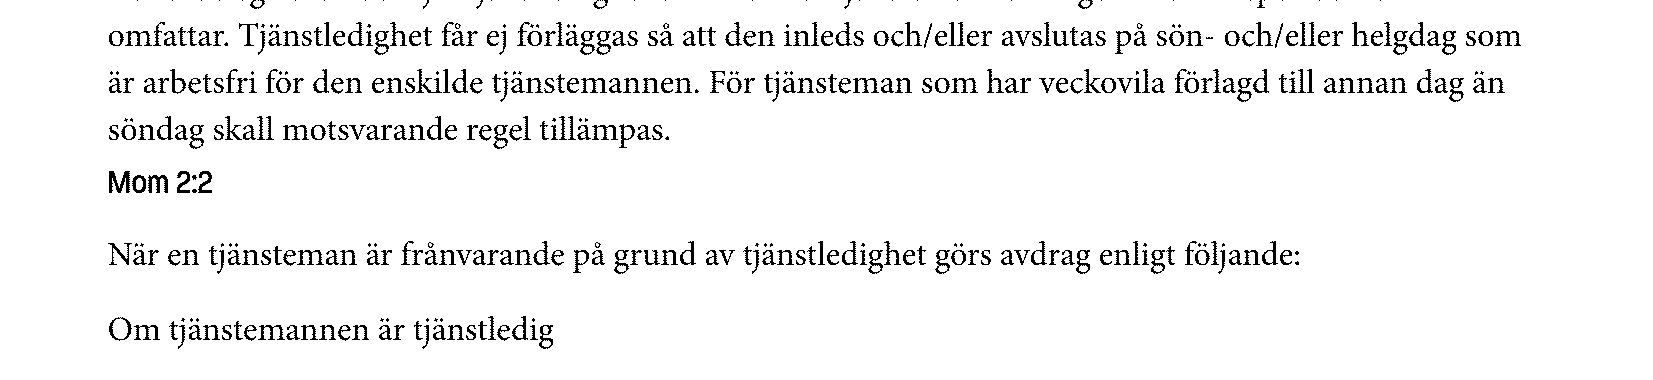 omfattar. Tjänstledighet får ej förläggas så att den inleds och/eller avslutas på sön- och/eller helgdag som
är arbetsfri för den enskilde tjänstemannen. För tjänsteman som har veckovila förlagd till annan dag än
söndag skall motsvarande regel tillämpas.
Mom 2:2
När en tjänsteman är frånvarande på grund av tjänstledighet görs avdrag enligt följande:
Om tjänstemannen är tjänstledig